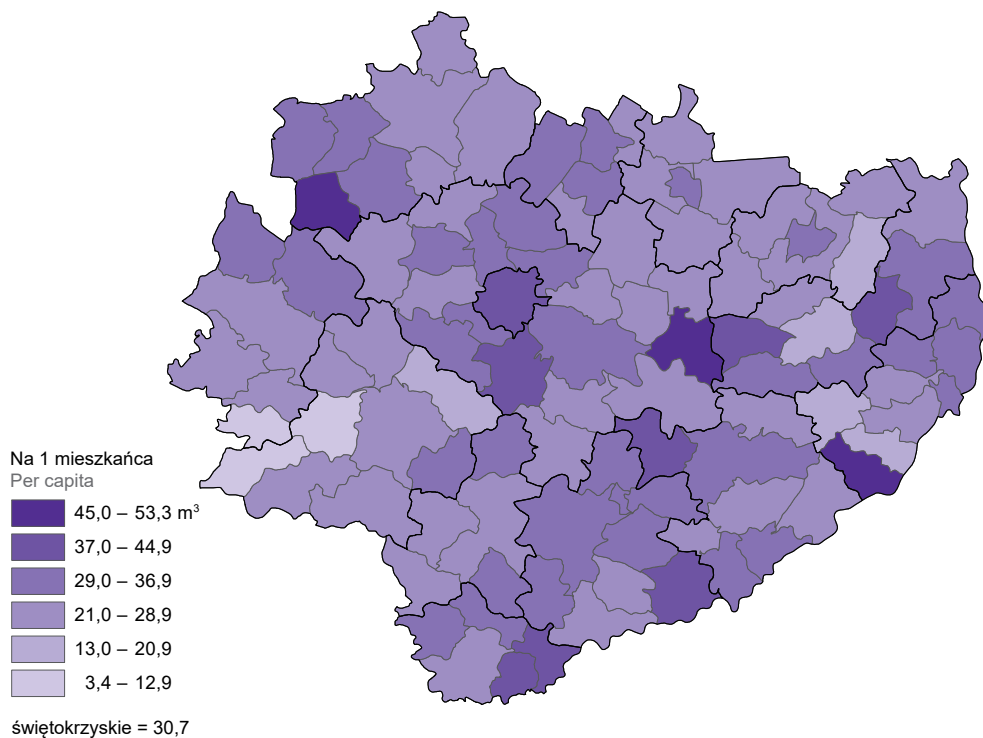 Na 1 mieszkańca
Per capita
45,0 – 53,3 m³
37,0 – 44,9
29,0 – 36,9
21,0 – 28,9
13,0 – 20,9
3,4 – 12,9
świętokrzyskie = 30,7